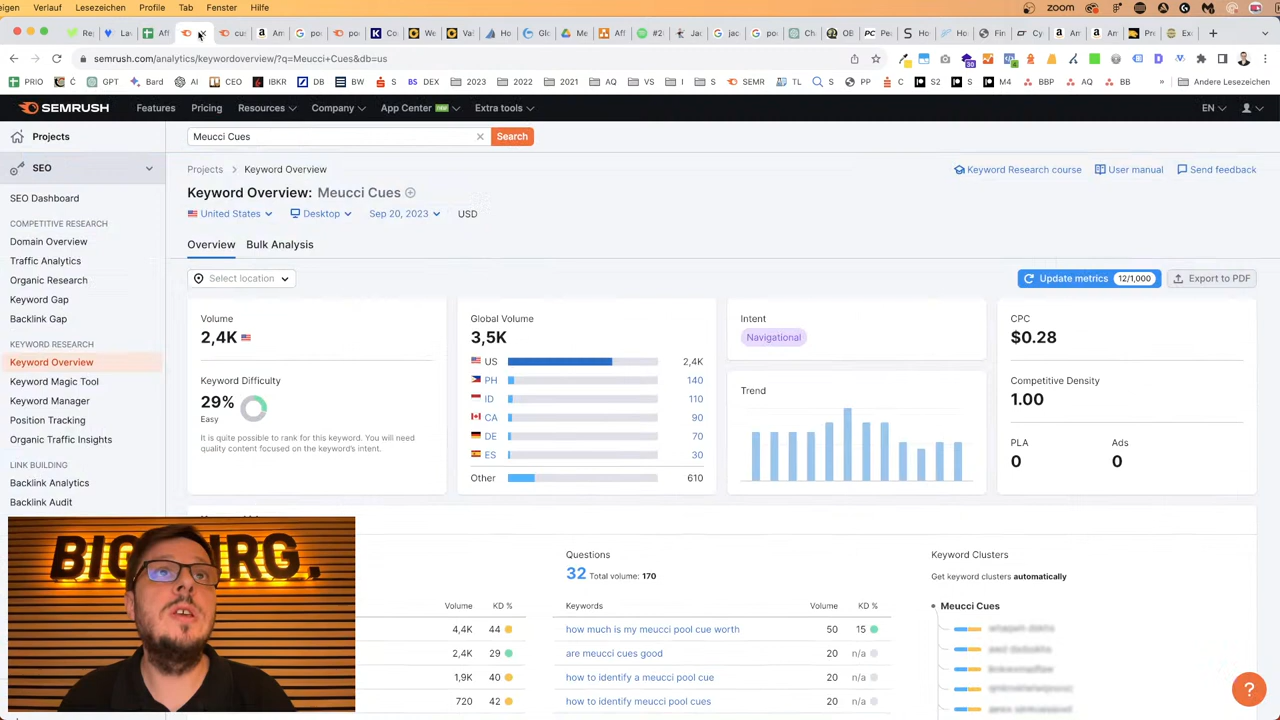 eigen Verlauf Lesezeichen Profile Tab Fenster Hilfe
zoom
semrush.com/analytics/keywordoverview/?q=Meucci+Cues&db=us
PRIO GPT Bard AI CEO IBKR DB BW S BS DEX 2023 2022 2021 AQ VS I S SEMR TL S PP C S2 S M4 BBP AQ BB » Andere Lesezeichen
SEMRUSH Features Pricing Resources Company App Center NEW Extra tools EN
Projects
Meucci Cues
Search
SEO
SEO Dashboard
COMPETITIVE RESEARCH
Domain Overview
Traffic Analytics
Organic Research
Keyword Gap
Backlink Gap
KEYWORD RESEARCH
Keyword Overview
Keyword Magic Tool
Keyword Manager
Position Tracking
Organic Traffic Insights
LINK BUILDING
Backlink Analytics
Backlink Audit
Projects > Keyword Overview
Keyword Research course User manual Send feedback
Keyword Overview: Meucci Cues
United States Desktop Sep 20, 2023 USD
Overview Bulk Analysis
Select location
Update metrics 12/1,000 Export to PDF
Volume
2,4K
Keyword Difficulty
29%
Easy
It is quite possible to rank for this keyword. You will need
quality content focused on the keyword's intent.
Global Volume
3,5K
US 2,4K
PH 140
ID 110
CA 90
DE 70
ES 30
Other 610
Intent
Navigational
Trend
CPC
$0.28
Competitive Density
1.00
PLA Ads
0 0
Volume KD %
4,4K 44
2,4K 29
42
Questions
32 Total volume: 170
Keywords Volume KD %
how much is my meucci pool cue worth 50 15
are meucci cues good 20 n/a
how to identify a meucci pool cue 20 n/a
how to identify meucci pool cues 20 n/a
Keyword Clusters
Get keyword clusters automatically
Meucci Cues
?